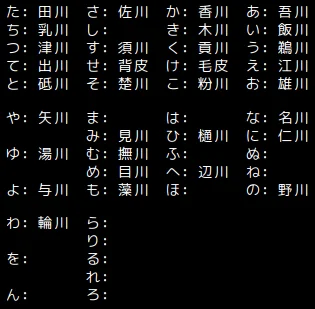 た: 田川 さ: 佐川 か: 香川 あ: 吾川
ち: 乳川 し: き: 木川 い: 飯川
つ: 津川 す: 須川 く: 貢川 う: 鵜川
て: 出川 せ: 背皮 け: 毛皮 え: 江川
と: 砥川 そ: 楚川 こ: 粉川 お: 雄川
や: 矢川 ま: は: な: 名川
み: 見川 ひ: 樋川 に: 仁川
ゆ: 湯川 む: 撫川 ふ: ぬ:
め: 目川 へ: 辺川 ね:
よ: 与川 も: 藻川 ほ: の: 野川
わ: 輪川 ら:
り:
を: る:
れ:
ん: ろ: